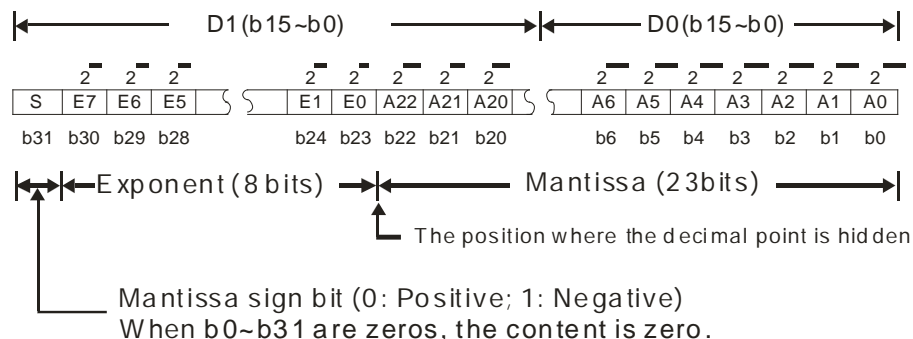 D1(b15~b0) D0(b15~b0)
2 2 2 2 2 2 2 2 2 2 2 2 2 2 2 2
S E7 E6 E5 E1 E0 A22 A21 A20 A6 A5 A4 A3 A2 A1 A0
b31 b30 b29 b28 b24 b23 b22 b21 b20 b6 b5 b4 b3 b2 b1 b0
Exponent (8 bits) Mantissa (23bits)
The position where the decimal point is hidden
Mantissa sign bit (0: Positive; 1: Negative)
When b0~b31 are zeros, the content is zero.